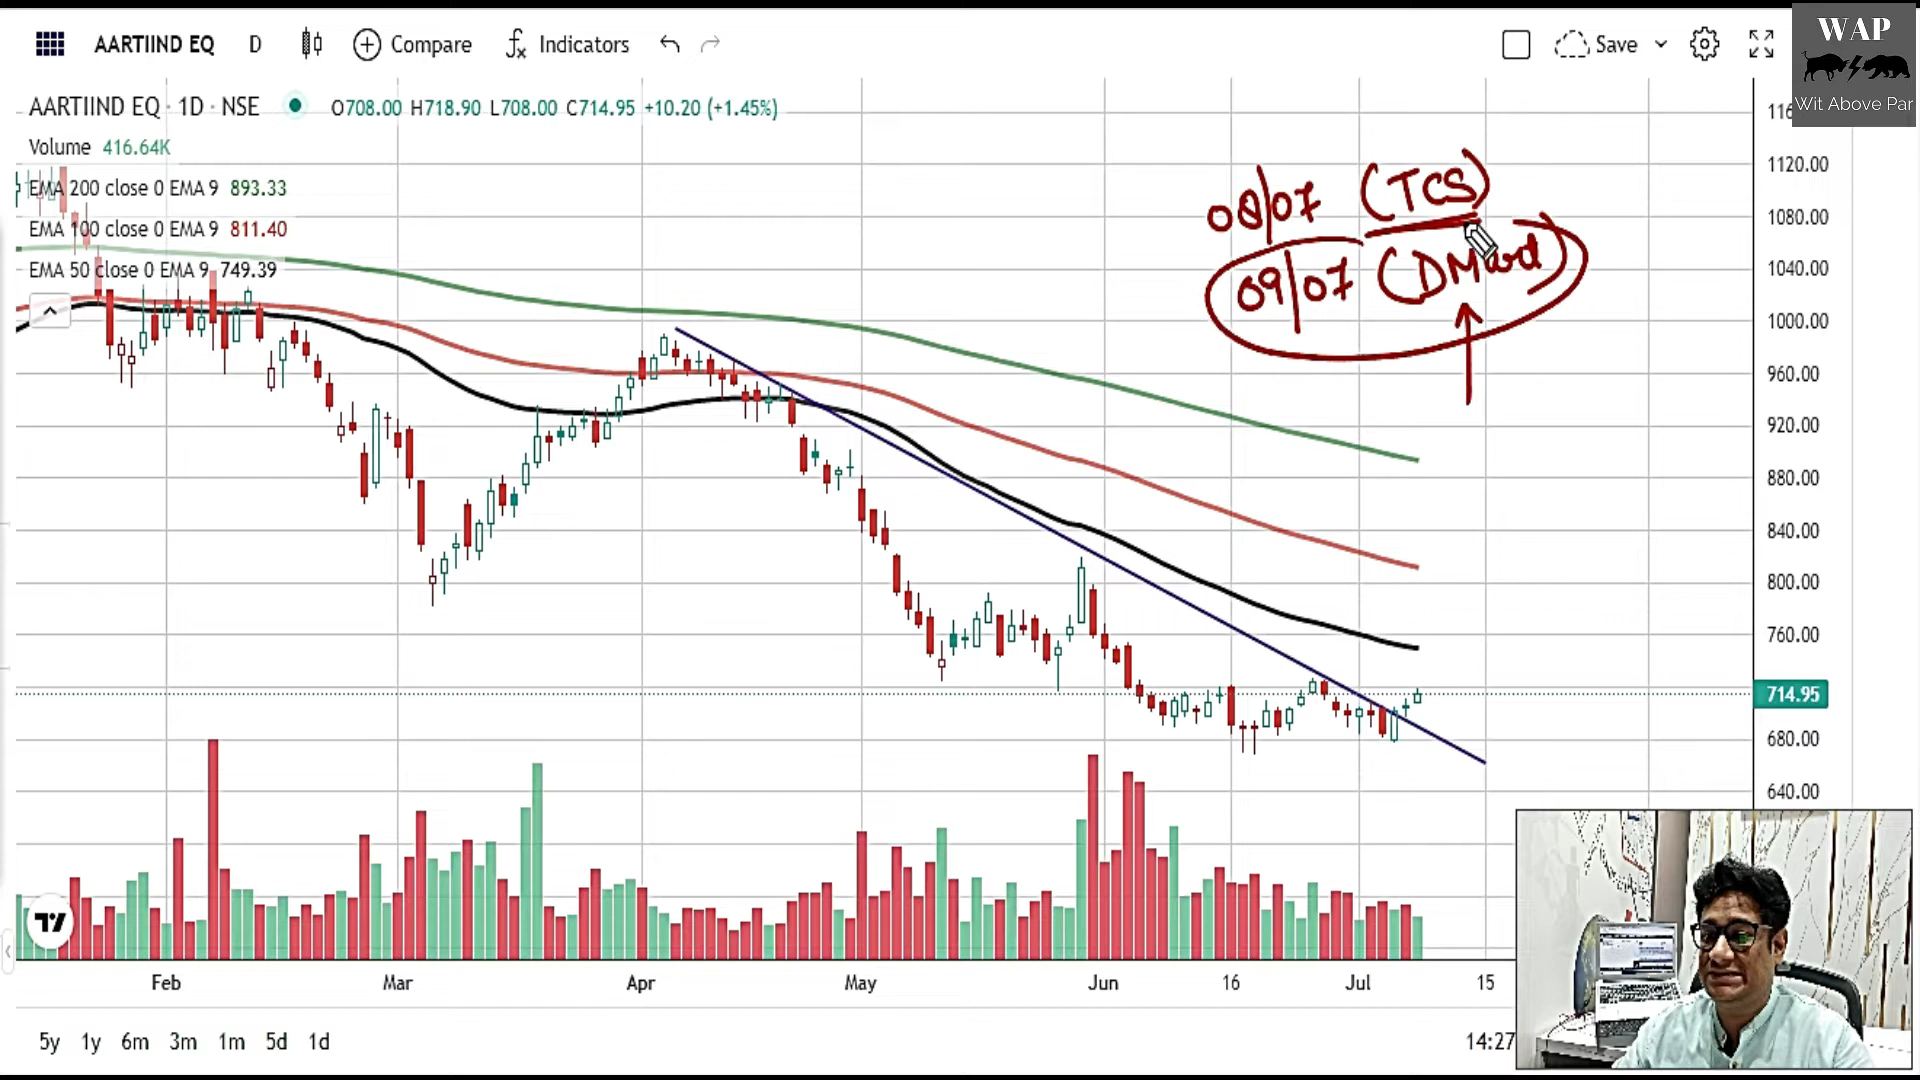 AARTIIND EQ D Compare Indicators Save
WAP
Wit Above Par
AARTIIND EQ · 1D · NSE O708.00 H718.90 L708.00 C714.95 +10.20 (+1.45%)
Volume 416.64K
EMA 200 close 0 EMA 9 893.33
EMA 100 close 0 EMA 9 811.40
EMA 50 close 0 EMA 9 749.39
08/07 (TCS)
09/07 (DMart)
116
1120.00
1080.00
1040.00
1000.00
960.00
920.00
880.00
840.00
800.00
760.00
714.95
680.00
640.00
Feb Mar Apr May Jun 16 Jul 15
5y 1y 6m 3m 1m 5d 1d 14:27